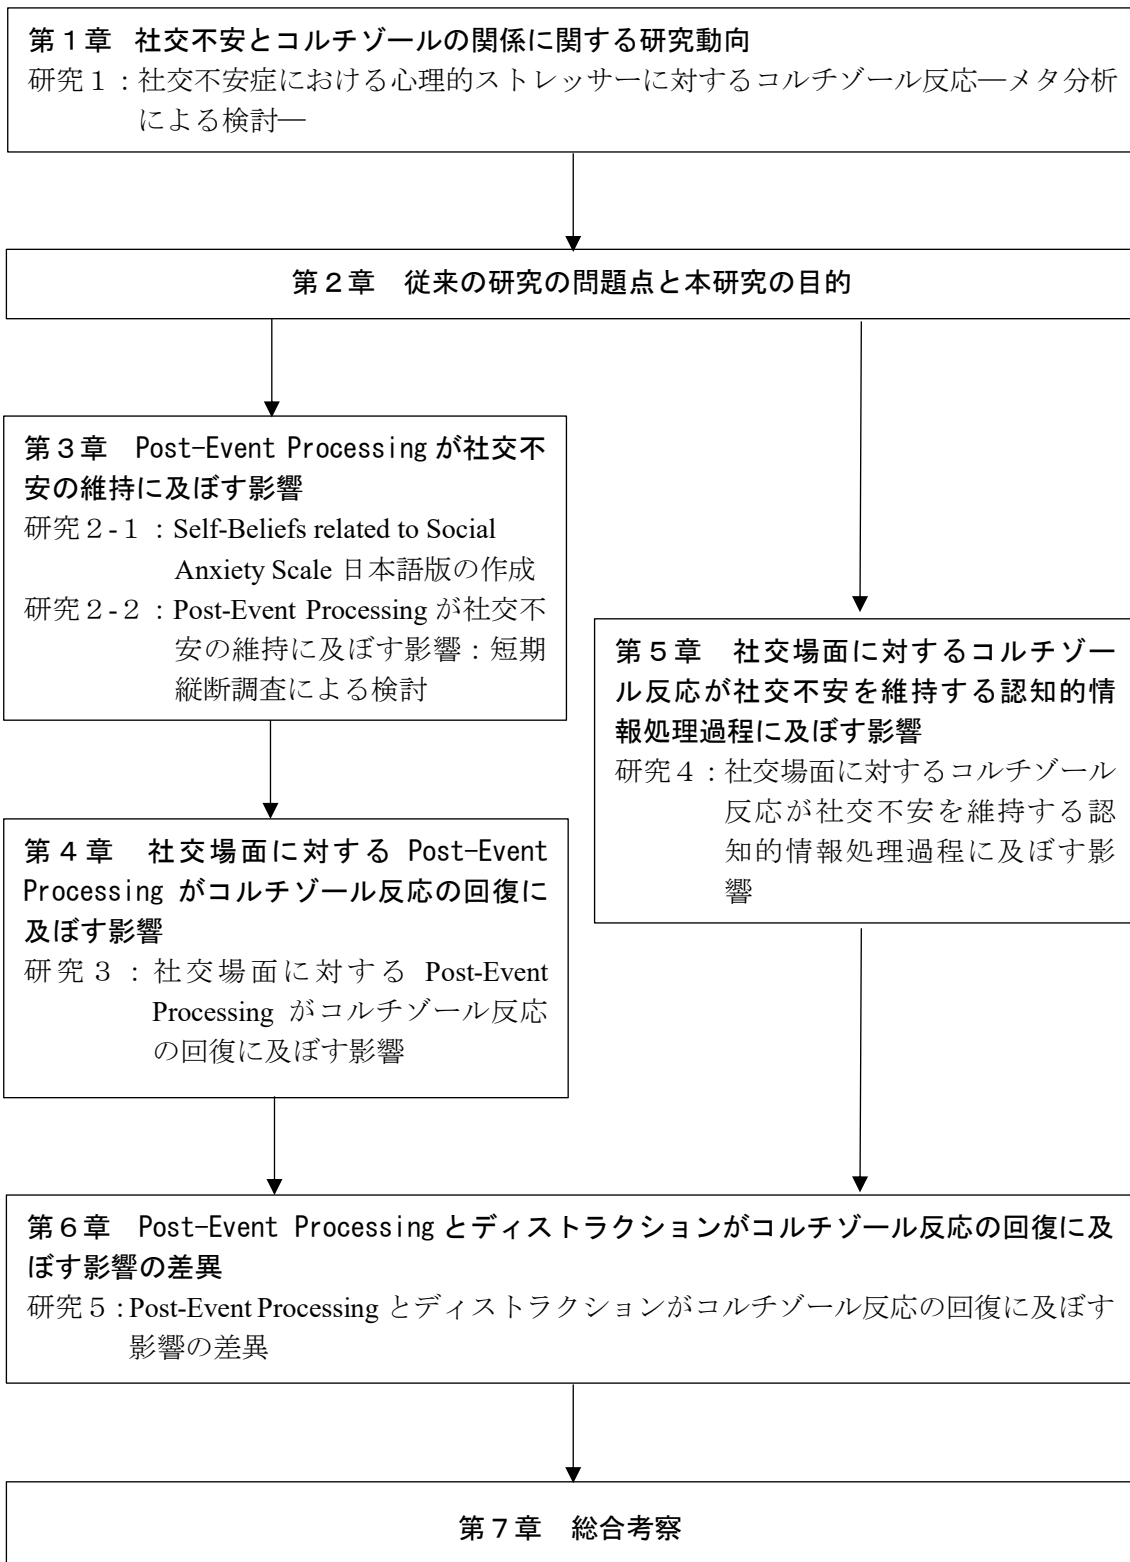 第１章　社交不安とコルチゾールの関係に関する研究動向
研究１：社交不安症における心理的ストレッサーに対するコルチゾール反応―メタ分析
による検討―
第２章　従来の研究の問題点と本研究の目的
第３章　Post-Event Processing が社交不
安の維持に及ぼす影響
研究２-１：Self-Beliefs related to Social
Anxiety Scale 日本語版の作成
研究２-２：Post-Event Processing が社交不
安の維持に及ぼす影響：短期
縦断調査による検討
第４章　社交場面に対する Post-Event
Processing がコルチゾール反応の回復に
及ぼす影響
研究３：社交場面に対する Post-Event
Processing がコルチゾール反応
の回復に及ぼす影響
第５章　社交場面に対するコルチゾー
ル反応が社交不安を維持する認知的情
報処理過程に及ぼす影響
研究４：社交場面に対するコルチゾール
反応が社交不安を維持する認
知的情報処理過程に及ぼす影
響
第６章　Post-Event Processing とディストラクションがコルチゾール反応の回復に及
ぼす影響の差異
研究５：Post-Event Processing とディストラクションがコルチゾール反応の回復に及ぼす
影響の差異
第７章　総合考察